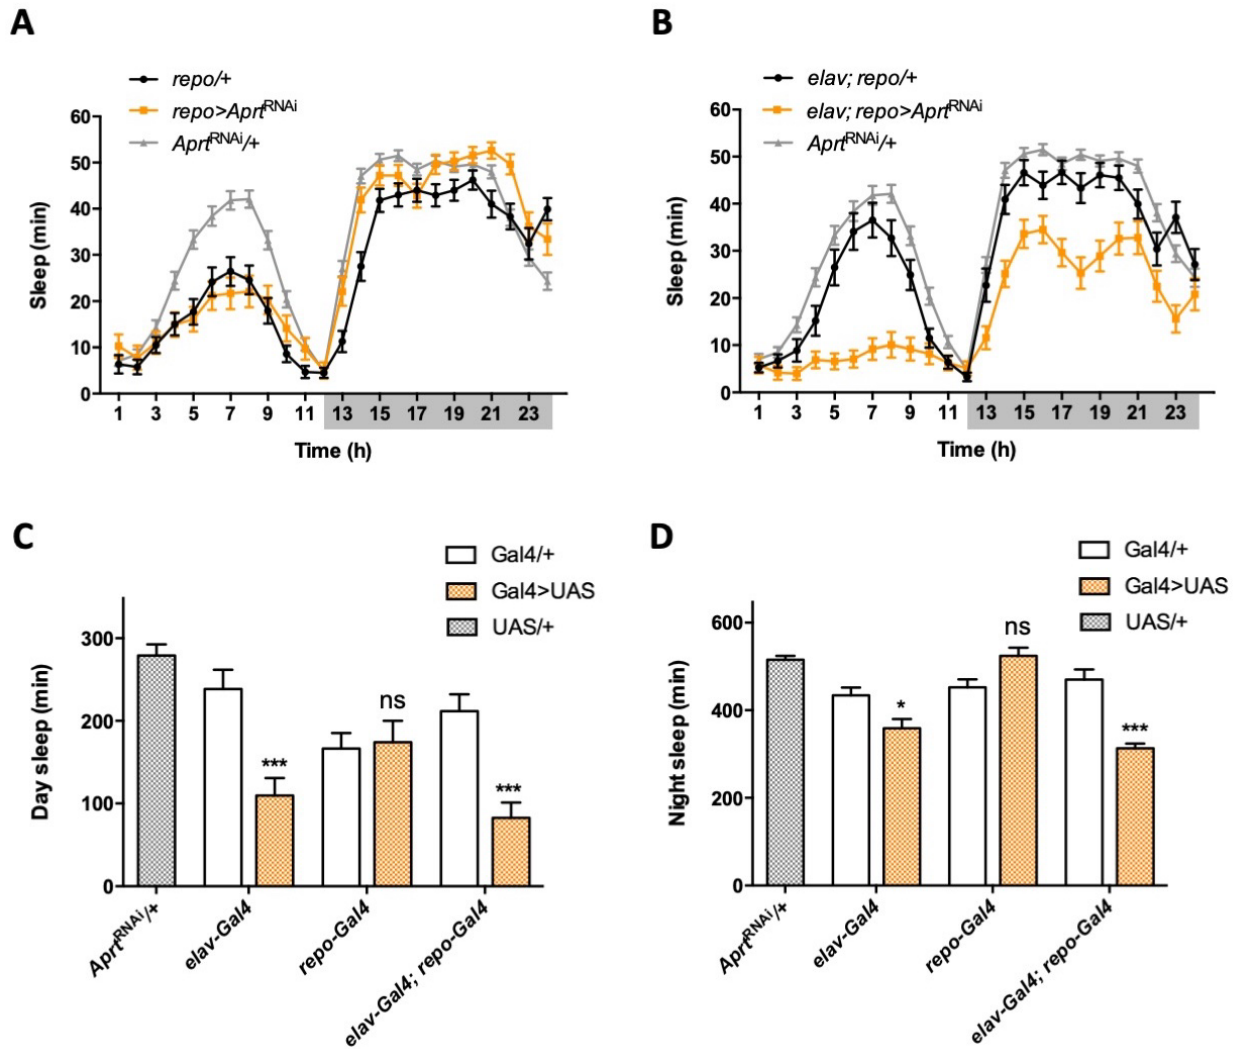 A
repo/+
repo>Aprt^RNAi
Aprt^RNAi/+
60
50
40
30
20
10
0
Sleep (min)
1 3 5 7 9 11 13 15 17 19 21 23
Time (h)
B
elav; repo/+
elav; repo>Aprt^RNAi
Aprt^RNAi/+
60
50
40
30
20
10
0
Sleep (min)
1 3 5 7 9 11 13 15 17 19 21 23
Time (h)
C
Gal4/+
Gal4>UAS
UAS/+
300
200
100
0
Day sleep (min)
***
ns
***
Aprt^RNAi/+
elav-Gal4
repo-Gal4
elav-Gal4; repo-Gal4
D
Gal4/+
Gal4>UAS
UAS/+
600
400
200
0
Night sleep (min)
*
ns
***
Aprt^RNAi/+
elav-Gal4
repo-Gal4
elav-Gal4; repo-Gal4